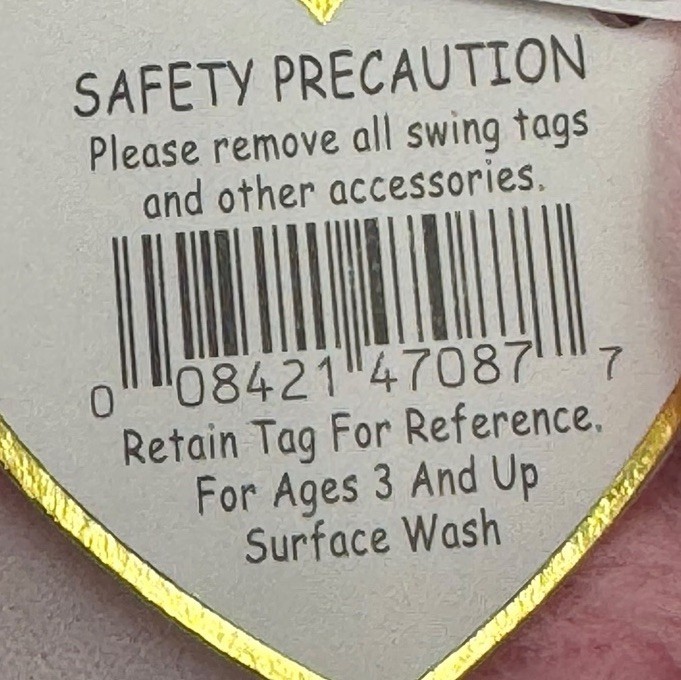 SAFETY PRECAUTION
Please remove all swing tags
and other accessories.
0 08421 47087 7
Retain Tag For Reference.
For Ages 3 And Up
Surface Wash